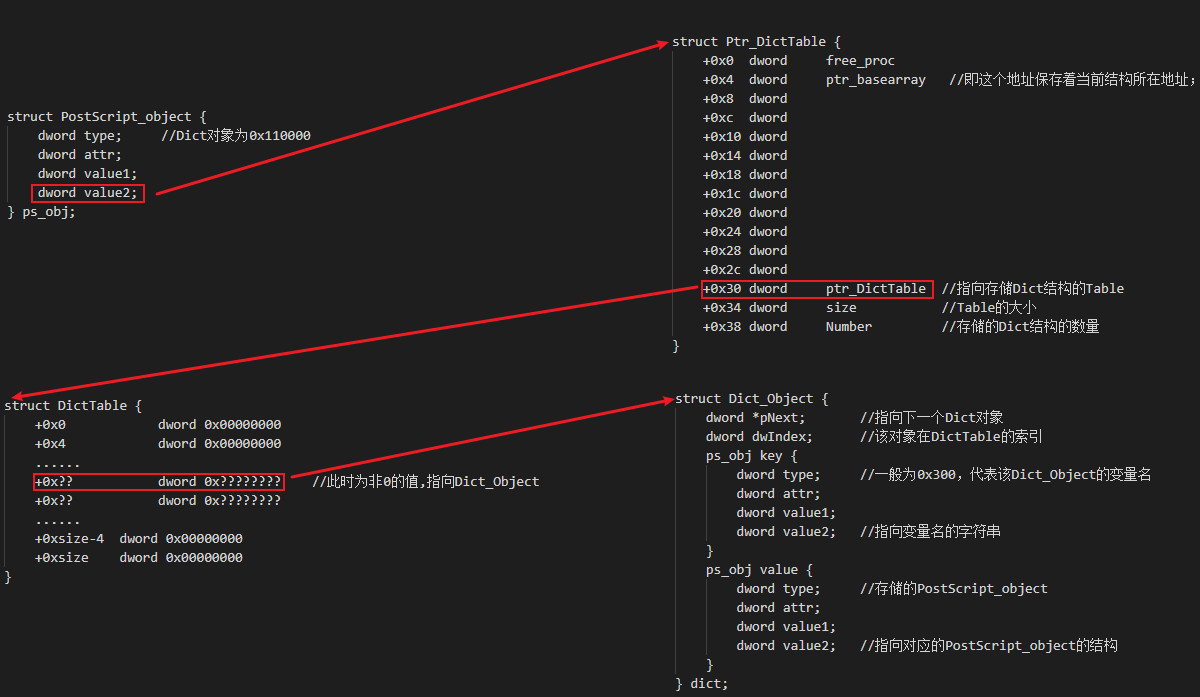 struct PostScript_object {
dword type; //Dict对象为0x110000
dword attr;
dword value1;
dword value2;
} ps_obj;
struct Ptr_DictTable {
+0x0 dword free_proc
+0x4 dword ptr_basearray //即这个地址保存着当前结构所在地址;
+0x8 dword
+0xc dword
+0x10 dword
+0x14 dword
+0x18 dword
+0x1c dword
+0x20 dword
+0x24 dword
+0x28 dword
+0x2c dword
+0x30 dword ptr_DictTable //指向存储Dict结构的Table
+0x34 dword size //Table的大小
+0x38 dword Number //存储的Dict结构的数量
}
struct DictTable {
+0x0 dword 0x00000000
+0x4 dword 0x00000000
......
+0x?? dword 0x???????? //此时为非0的值,指向Dict_Object
+0x?? dword 0x????????
......
+0xsize-4 dword 0x00000000
+0xsize dword 0x00000000
}
struct Dict_Object {
dword *pNext; //指向下一个Dict对象
dword dwIndex; //该对象在DictTable的索引
ps_obj key {
dword type; //一般为0x300，代表该Dict_Object的变量名
dword attr;
dword value1;
dword value2; //指向变量名的字符串
}
ps_obj value {
dword type; //存储的PostScript_object
dword attr;
dword value1;
dword value2; //指向对应的PostScript_object的结构
}
} dict;